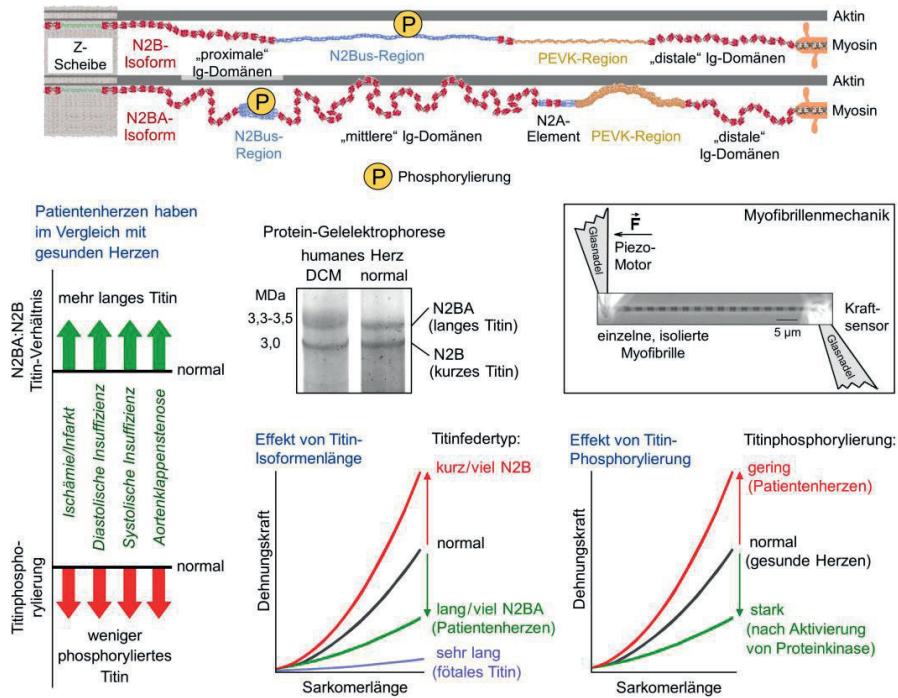 Aktin
Z-
Scheibe
N2B-
Isoform
„proximale"
Ig-Domänen
P
N2Bus-Region
PEVK-Region
„distale" Ig-Domänen
Myosin
Aktin
N2BA-
Isoform
P
N2Bus-
Region
„mittlere" Ig-Domänen
N2A-
Element
PEVK-Region
„distale"
Ig-Domänen
Myosin
P Phosphorylierung
Patientenherzen haben
im Vergleich mit
gesunden Herzen
N2BA:N2B
Titin-Verhältnis
mehr langes Titin
normal
Ischämie/Infarkt
Diastolische Insuffizienz
Systolische Insuffizienz
Aortenklappenstenose
Titinphospho-
rylierung
normal
weniger
phosphoryliertes
Titin
Protein-Gelelektrophorese
humanes Herz
DCM normal
MDa
3,3-3,5
3,0
N2BA
(langes Titin)
N2B
(kurzes Titin)
Myofibrillenmechanik
Glasnadel
F
Piezo-
Motor
Kraft-
sensor
einzelne, isolierte
Myofibrille
5 µm
Glasnadel
Effekt von Titin-
Isoformenlänge
Titinfedertyp:
kurz/viel N2B
normal
lang/viel N2BA
(Patientenherzen)
sehr lang
(fötales Titin)
Dehnungskraft
Sarkomerlänge
Effekt von Titin-
Phosphorylierung
Titinphosphorylierung:
gering
(Patientenherzen)
normal
(gesunde Herzen)
stark
(nach Aktivierung
von Proteinkinase)
Dehnungskraft
Sarkomerlänge